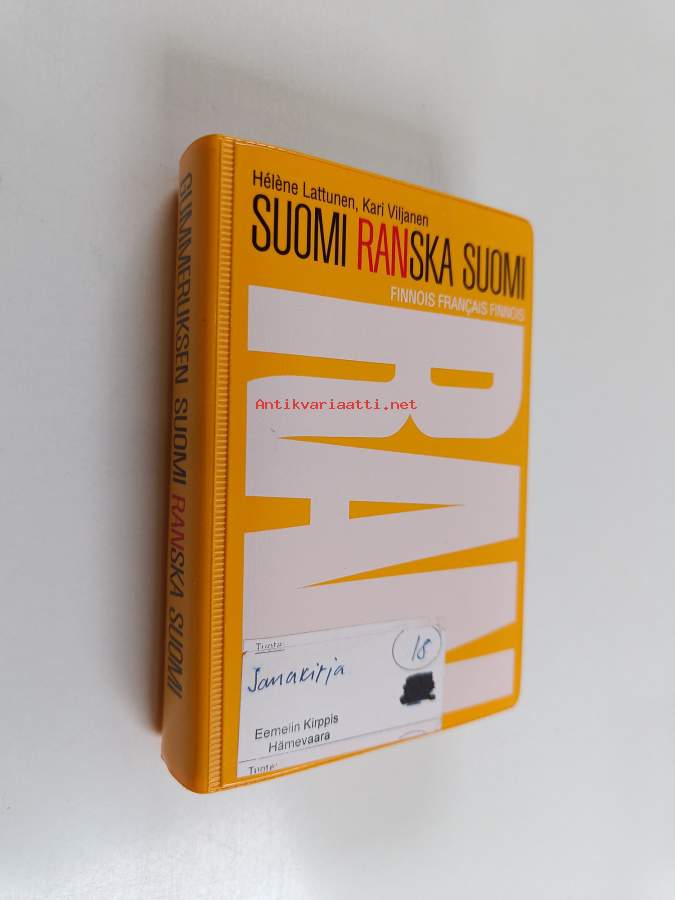 Hélène Lattunen, Kari Viljanen
SUOMI RANSKA SUOMI
FINNOIS FRANÇAIS FINNOIS
RAN
GUMMERUKSEN SUOMI RANSKA SUOMI
Antikvariaatti.net
Tuote:
18
Sanakirja
Eemelin Kirppis
Hämevaara
Tuote: